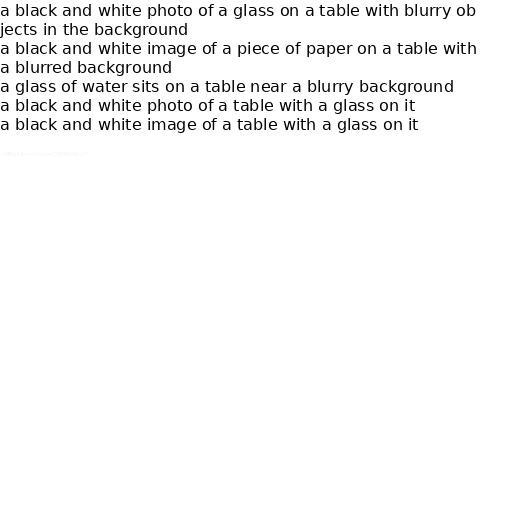 a black and white photo of a glass on a table with blurry ob
jects in the background
a black and white image of a piece of paper on a table with
a blurred background
a glass of water sits on a table near a blurry background
a black and white photo of a table with a glass on it
a black and white image of a table with a glass on it